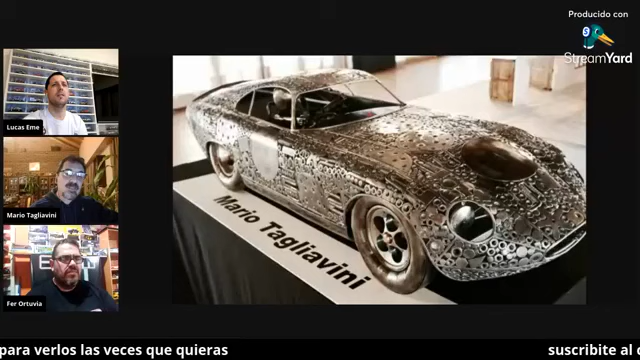 Producido con
StreamYard
Lucas Eme
Mario Tagliavini
Fer Ortuvia
Mario Tagliavini
para verlos las veces que quieras
suscribite al